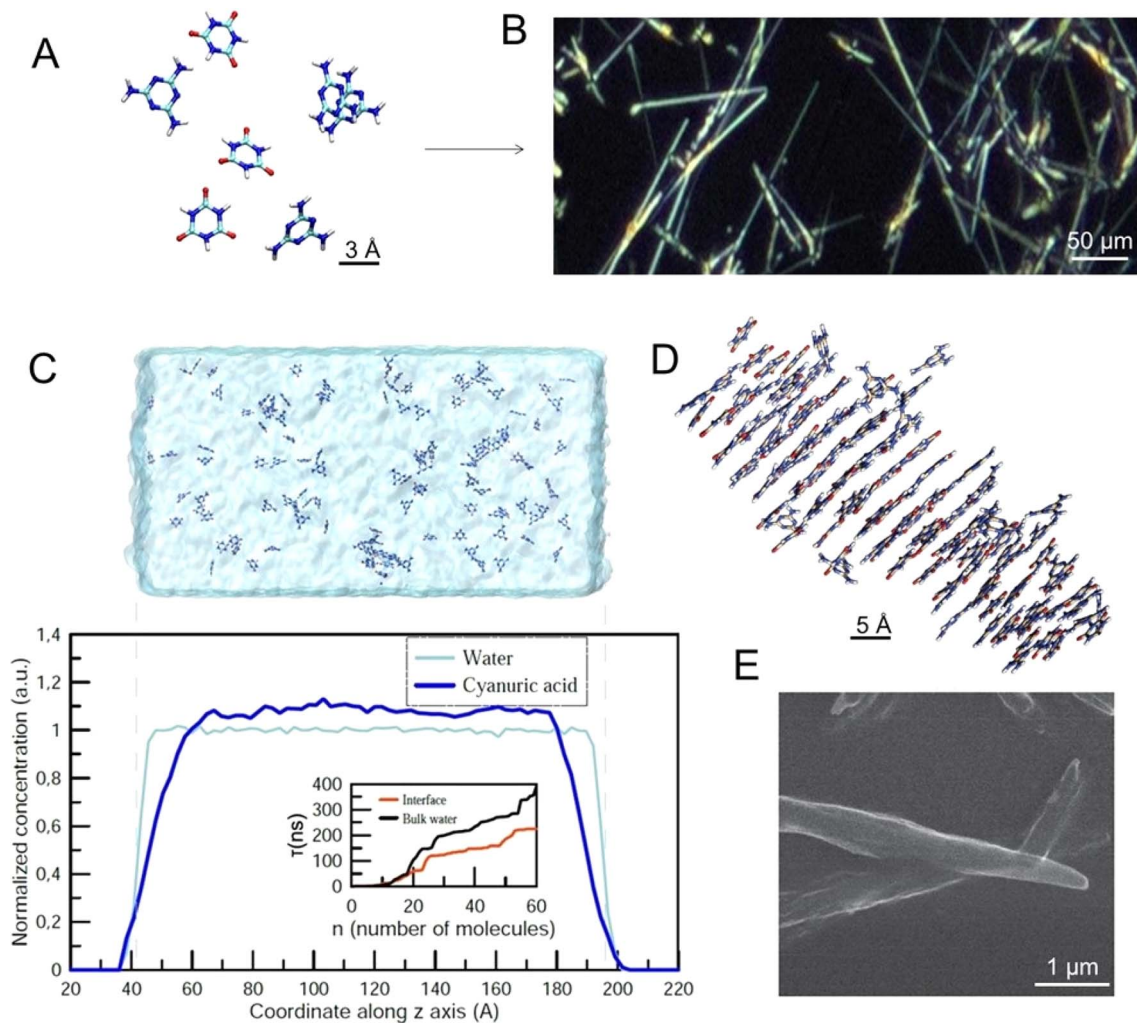 A
3 Å
B
50 µm
C
D
5 Å
Normalized concentration (a.u.)
1,4
1,2
1
0,8
0,6
0,4
0,2
0
Water
Cyanuric acid
τ(ns)
400
300
200
100
0
Interface
Bulk water
0 20 40 60
n (number of molecules)
20 40 60 80 100 120 140 160 180 200 220
Coordinate along z axis (A)
E
1 µm